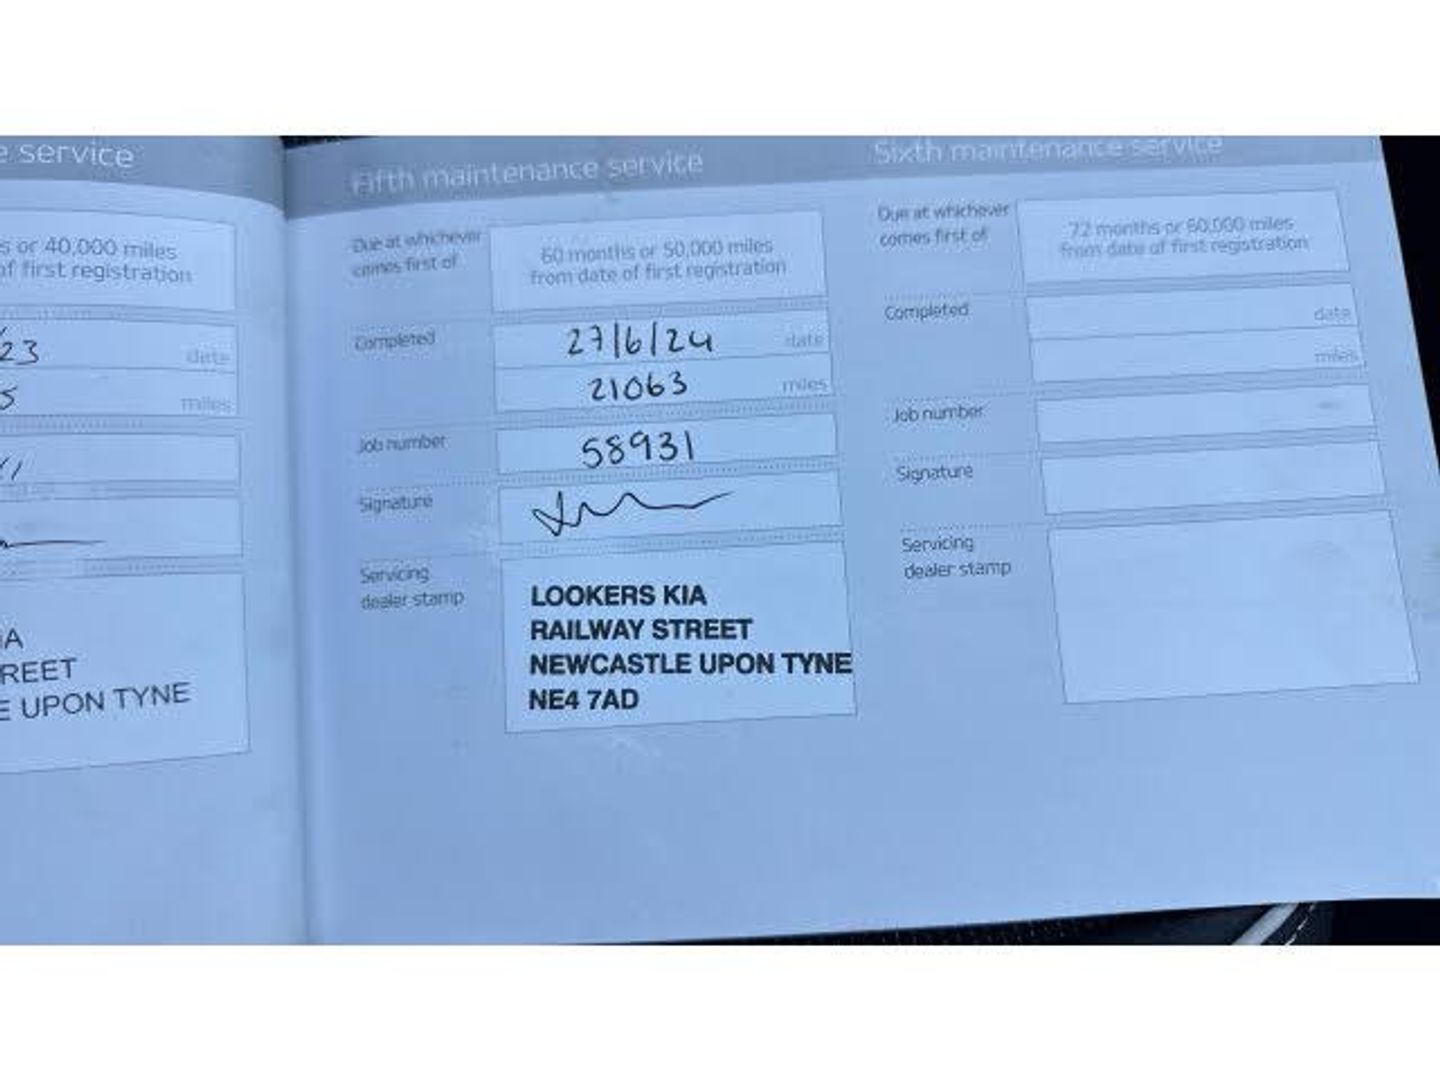 e service
s or 40,000 miles
of first registration
/23
date
5
miles
IA
REET
E UPON TYNE
Fifth maintenance service
Due at whichever
comes first of
60 months or 50,000 miles
from date of first registration
Completed
27/6/24
date
21063
miles
Job number
58931
Signature
Servicing
dealer stamp
LOOKERS KIA
RAILWAY STREET
NEWCASTLE UPON TYNE
NE4 7AD
Sixth maintenance service
Due at whichever
comes first of
72 months or 60,000 miles
from date of first registration
Completed
date
miles
Job number
Signature
Servicing
dealer stamp